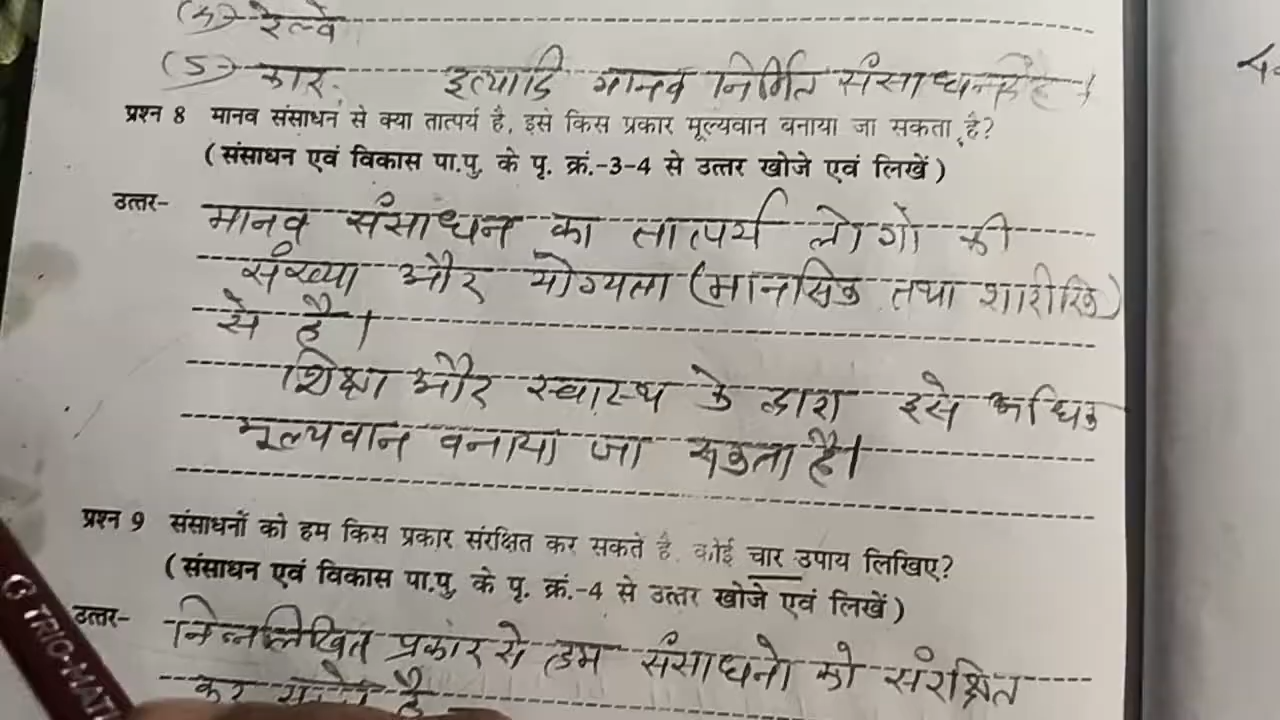 (4) रेल्वे
(5) कार. इत्यादि मानव निर्मित संसाधन है।
प्रश्न 8 मानव संसाधन से क्या तात्पर्य है, इसे किस प्रकार मूल्यवान बनाया जा सकता है?
(संसाधन एवं विकास पा.पु. के पृ. क्रं.-3-4 से उत्तर खोजे एवं लिखें)
उत्तर- मानव संसाधन का तात्पर्य लोगो की
संख्या और योग्यता (मानसिक तथा शारीरिक)
से है।
शिक्षा और स्वास्थ के द्वारा इसे अधिक
मूल्यवान बनाया जा सकता है।
प्रश्न 9 संसाधनों को हम किस प्रकार संरक्षित कर सकते है, कोई चार उपाय लिखिए?
(संसाधन एवं विकास पा.पु. के पृ. क्रं.-4 से उत्तर खोजे एवं लिखें)
उत्तर- निम्नलिखित प्रकार से हम संसाधनो को संरक्षित
कर सकते है
TRIO-MATI